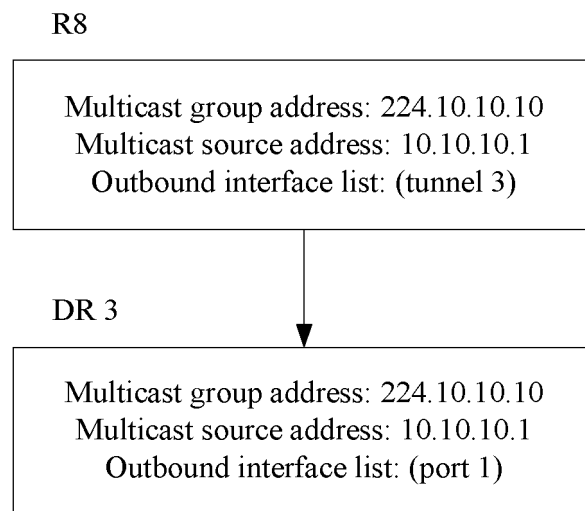 R8
Multicast group address: 224.10.10.10
Multicast source address: 10.10.10.1
Outbound interface list: (tunnel 3)
DR 3
Multicast group address: 224.10.10.10
Multicast source address: 10.10.10.1
Outbound interface list: (port 1)